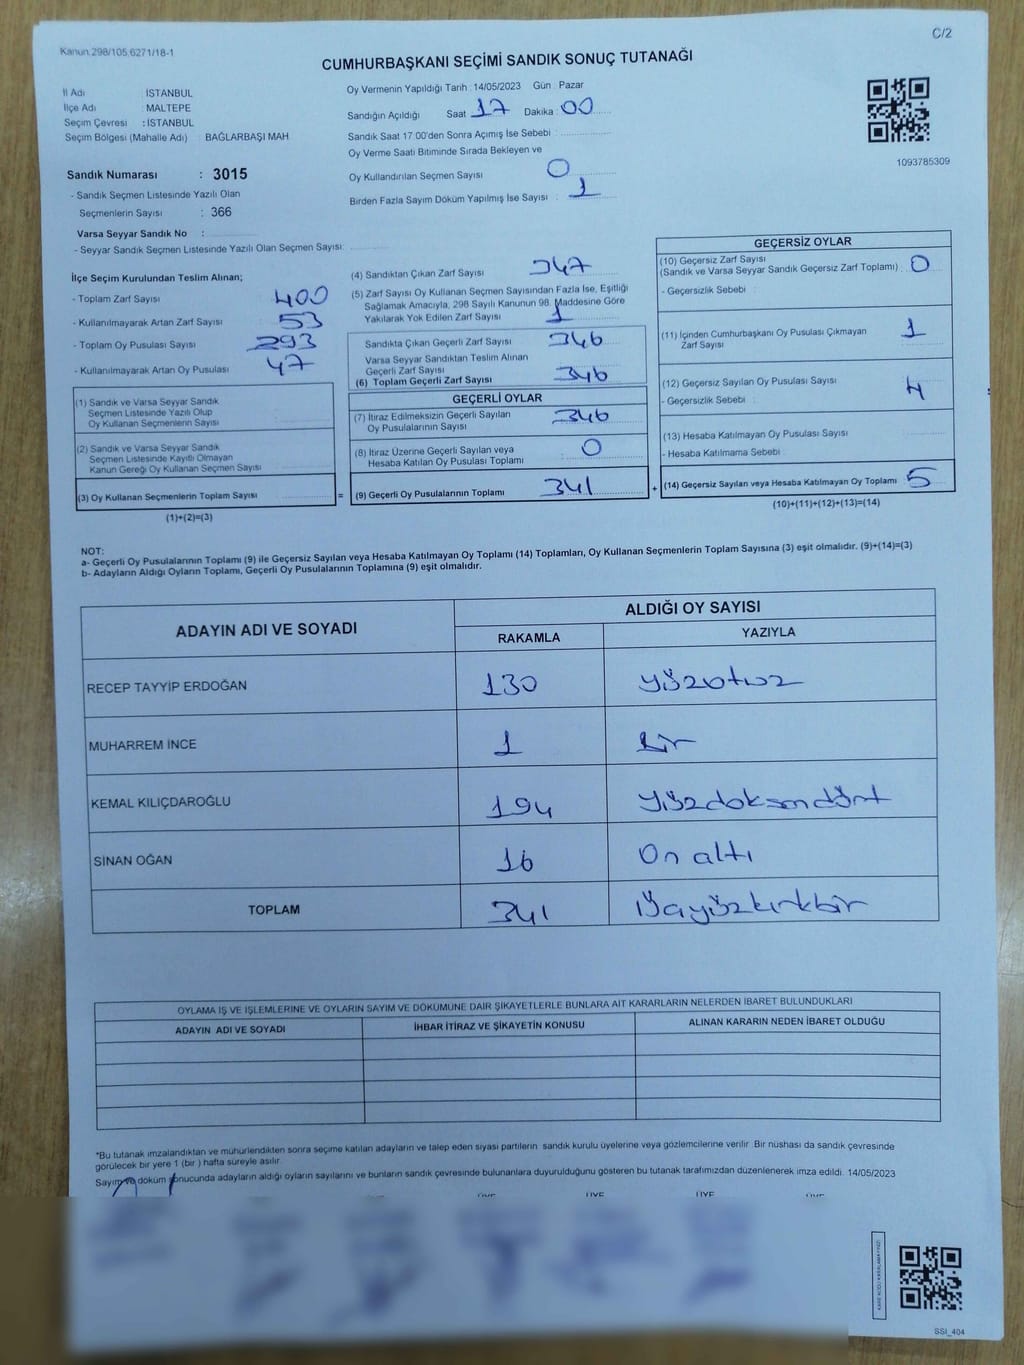 C/2
Kanun 298/105,6271/18-1
CUMHURBAŞKANI SEÇİMİ SANDIK SONUÇ TUTANAĞI
İl Adı : İSTANBUL
İlçe Adı : MALTEPE
Seçim Çevresi : İSTANBUL
Seçim Bölgesi (Mahalle Adı) : BAĞLARBAŞI MAH
Oy Vermenin Yapıldığı Tarih : 14/05/2023 Gün : Pazar
Sandığın Açıldığı Saat 17 Dakika : 00
Sandık Saat 17:00'den Sonra Açımış İse Sebebi :
Oy Verme Saati Bitiminde Sırada Bekleyen ve
Oy Kullandırılan Seçmen Sayısı : 0
Birden Fazla Sayım Döküm Yapılmış İse Sayısı : 1
1093785309
Sandık Numarası : 3015
- Sandık Seçmen Listesinde Yazılı Olan
Seçmenlerin Sayısı : 366
Varsa Seyyar Sandık No :
- Seyyar Sandık Seçmen Listesinde Yazılı Olan Seçmen Sayısı:
İlçe Seçim Kurulundan Teslim Alınan;
- Toplam Zarf Sayısı : 400
- Kullanılmayarak Artan Zarf Sayısı : 53
- Toplam Oy Pusulası Sayısı : 293
- Kullanılmayarak Artan Oy Pusulası : 47
(1) Sandık ve Varsa Seyyar Sandık
Seçmen Listesinde Yazılı Olup
Oy Kullanan Seçmenlerin Sayısı :
(2) Sandık ve Varsa Seyyar Sandık
Seçmen Listesinde Kayıtlı Olmayan
Kanun Gereği Oy Kullanan Seçmen Sayısı :
(3) Oy Kullanan Seçmenlerin Toplam Sayısı :
(1)+(2)=(3)
(4) Sandıktan Çıkan Zarf Sayısı : 347
(5) Zarf Sayısı Oy Kullanan Seçmen Sayısından Fazla İse, Eşitliği
Sağlamak Amacıyla, 298 Sayılı Kanunun 98. Maddesine Göre
Yakılarak Yok Edilen Zarf Sayısı : 1
Sandıkta Çıkan Geçerli Zarf Sayısı : 346
Varsa Seyyar Sandıktan Teslim Alınan
Geçerli Zarf Sayısı :
(6) Toplam Geçerli Zarf Sayısı : 346
GEÇERLİ OYLAR
(7) İtiraz Edilmeksizin Geçerli Sayılan
Oy Pusulalarının Sayısı : 346
(8) İtiraz Üzerine Geçerli Sayılan veya
Hesaba Katılan Oy Pusulası Toplamı : 0
= (9) Geçerli Oy Pusulalarının Toplamı : 341
GEÇERSİZ OYLAR
(10) Geçersiz Zarf Sayısı
(Sandık ve Varsa Seyyar Sandık Geçersiz Zarf Toplamı) : 0
- Geçersizlik Sebebi :
(11) İçinden Cumhurbaşkanı Oy Pusulası Çıkmayan 1
Zarf Sayısı :
(12) Geçersiz Sayılan Oy Pusulası Sayısı : 4
- Geçersizlik Sebebi :
(13) Hesaba Katılmayan Oy Pusulası Sayısı :
- Hesaba Katılmama Sebebi :
+ (14) Geçersiz Sayılan veya Hesaba Katılmayan Oy Toplamı : 5
(10)+(11)+(12)+(13)=(14)
NOT:
a- Geçerli Oy Pusulalarının Toplamı (9) ile Geçersiz Sayılan veya Hesaba Katılmayan Oy Toplamı (14) Toplamları, Oy Kullanan Seçmenlerin Toplam Sayısına (3) eşit olmalıdır. (9)+(14)=(3)
b- Adayların Aldığı Oyların Toplamı, Geçerli Oy Pusulalarının Toplamına (9) eşit olmalıdır.
ADAYIN ADI VE SOYADI ALDIĞI OY SAYISI
RAKAMLA YAZIYLA
RECEP TAYYİP ERDOĞAN 130 yüzotuz
MUHARREM İNCE 1 bir
KEMAL KILIÇDAROĞLU 194 yüzdoksandört
SİNAN OĞAN 16 On altı
TOPLAM 341 üçyüzkırkbir
OYLAMA İŞ VE İŞLEMLERİNE VE OYLARIN SAYIM VE DÖKÜMÜNE DAİR ŞİKAYETLERLE BUNLARA AİT KARARLARIN NELERDEN İBARET BULUNDUKLARI
ADAYIN ADI VE SOYADI İHBAR İTİRAZ VE ŞİKAYETİN KONUSU ALINAN KARARIN NEDEN İBARET OLDUĞU
*Bu tutanak imzalandıktan ve mühürlendikten sonra seçime katılan adayların ve talep eden siyasi partilerin sandık kurulu üyelerine veya gözlemcilerine verilir. Bir nüshası da sandık çevresinde
görülecek bir yere 1 (bir ) hafta süreyle asılır.
Sayım ve döküm sonucunda adayların aldığı oyların sayılarını ve bunların sandık çevresinde bulunanlara duyurulduğunu gösteren bu tutanak tarafımızdan düzenlenerek imza edildi. 14/05/2023
ÜYE ÜYE ÜYE ÜYE
SSİ_404